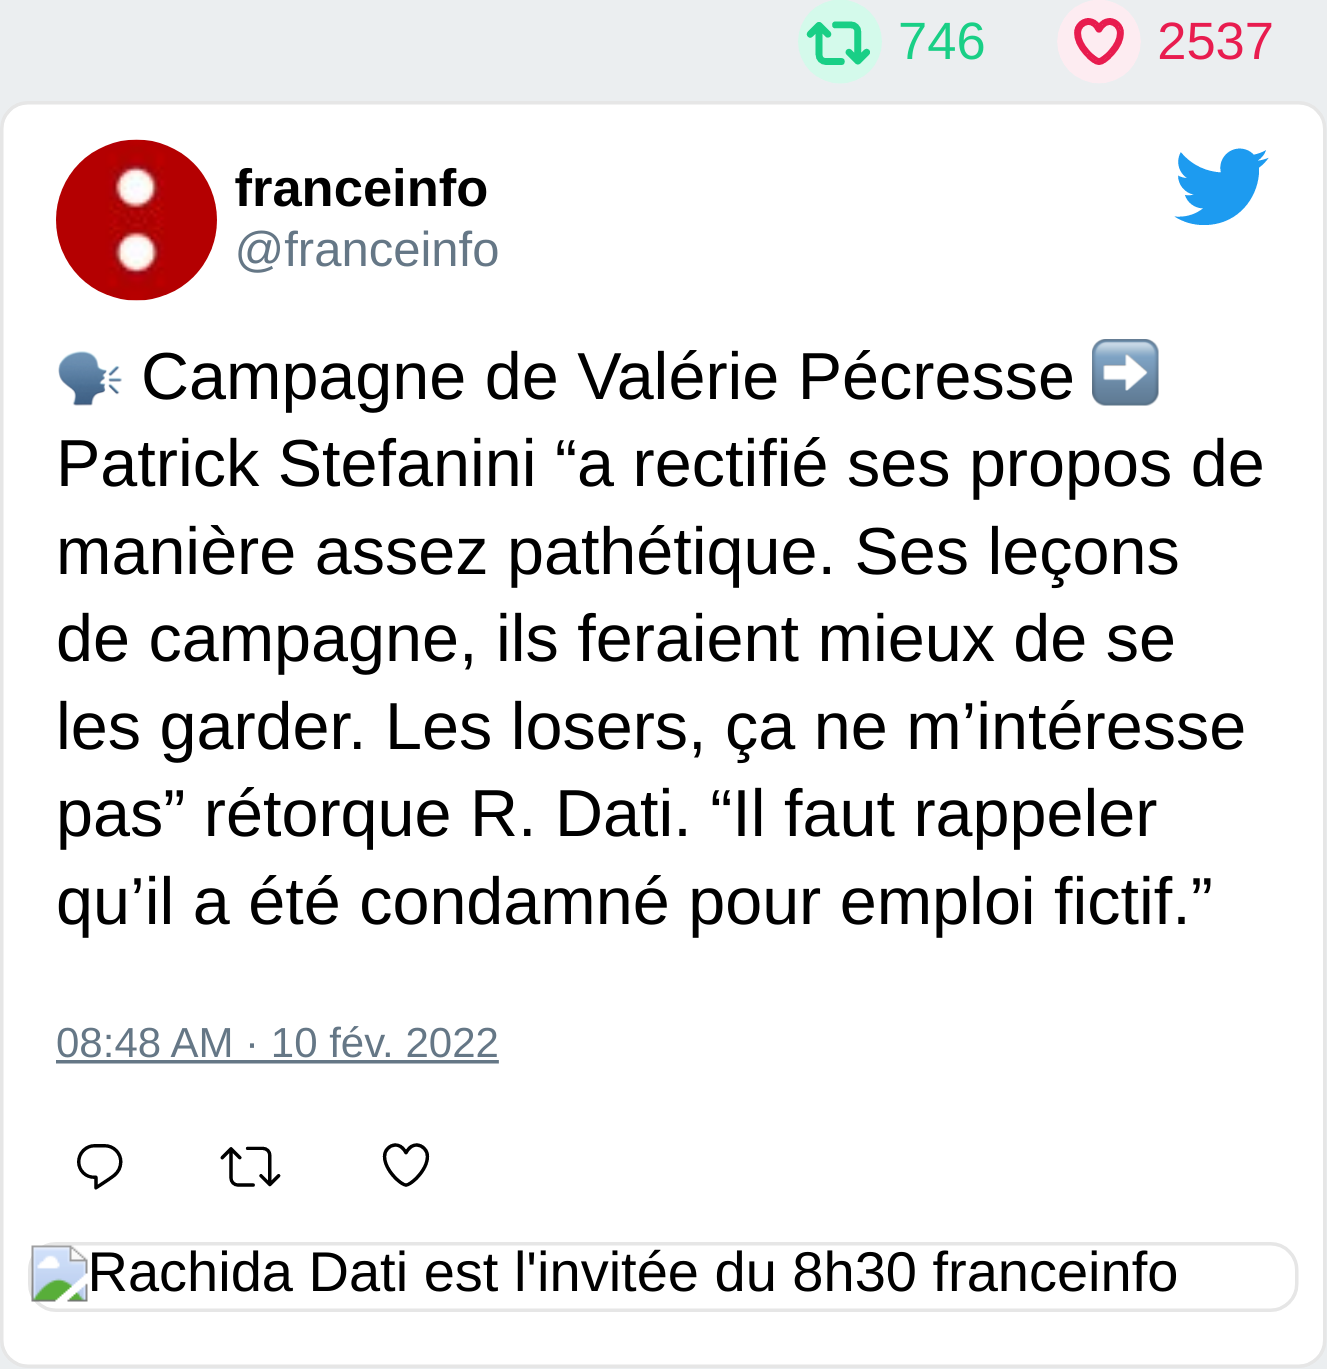 746 2537
franceinfo
@franceinfo
🗣 Campagne de Valérie Pécresse ➡
Patrick Stefanini “a rectifié ses propos de
manière assez pathétique. Ses leçons
de campagne, ils feraient mieux de se
les garder. Les losers, ça ne m’intéresse
pas” rétorque R. Dati. “Il faut rappeler
qu’il a été condamné pour emploi fictif.”
08:48 AM · 10 fév. 2022
Rachida Dati est l'invitée du 8h30 franceinfo